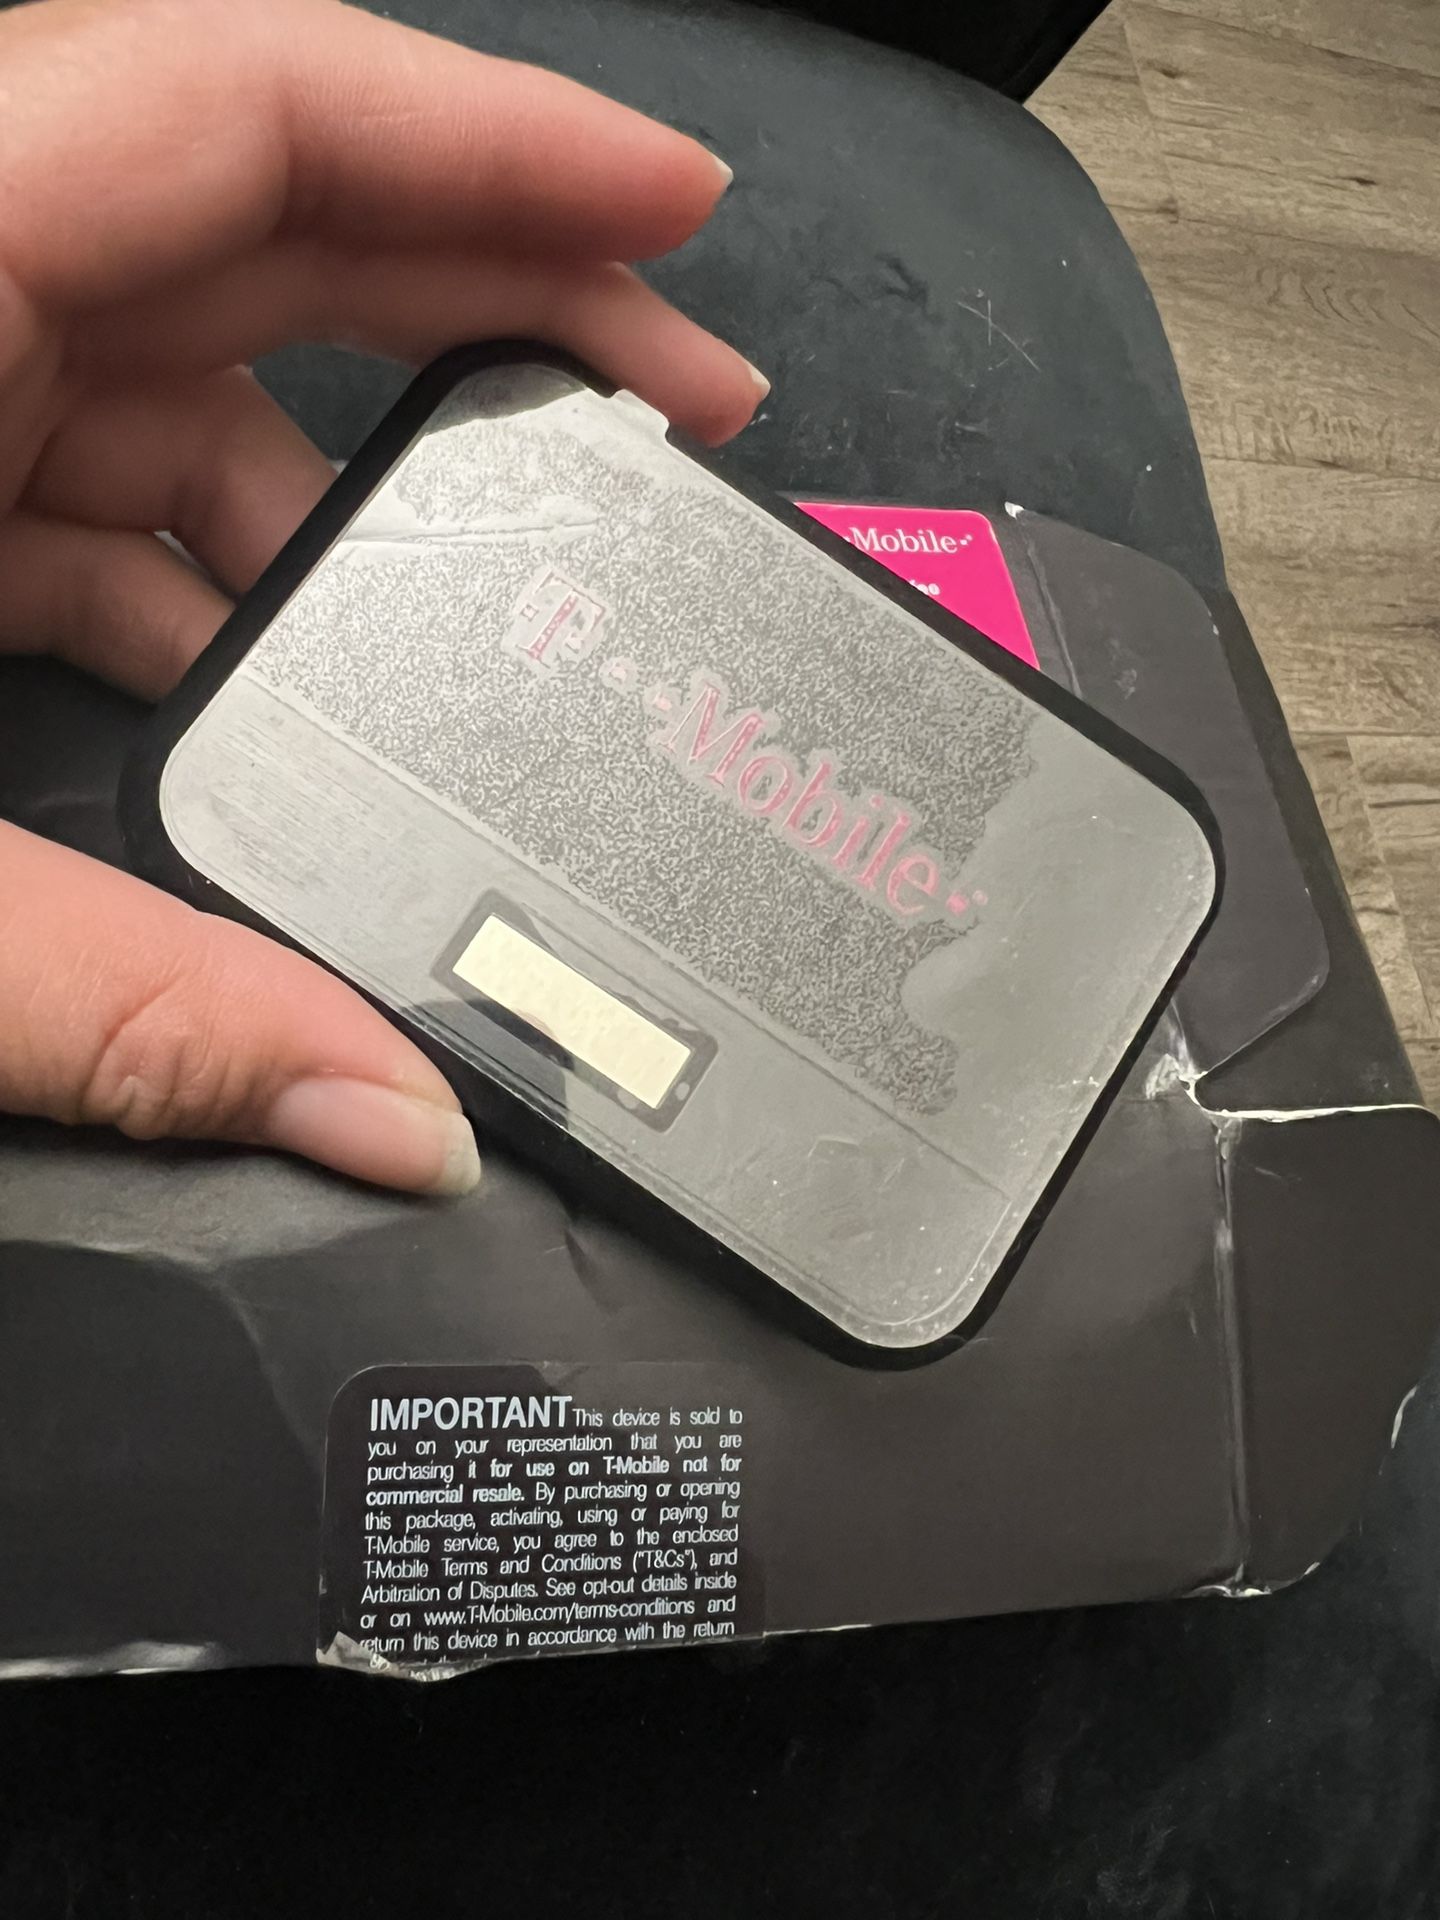 ·Mobile·
T··Mobile·
IMPORTANT This device is sold to
you on your representation that you are
purchasing it for use on T-Mobile not for
commercial resale. By purchasing or opening
this package, activating, using or paying for
T-Mobile service, you agree to the enclosed
T-Mobile Terms and Conditions ("T&Cs"), and
Arbitration of Disputes. See opt-out details inside
or on www.T-Mobile.com/terms-conditions and
return this device in accordance with the return